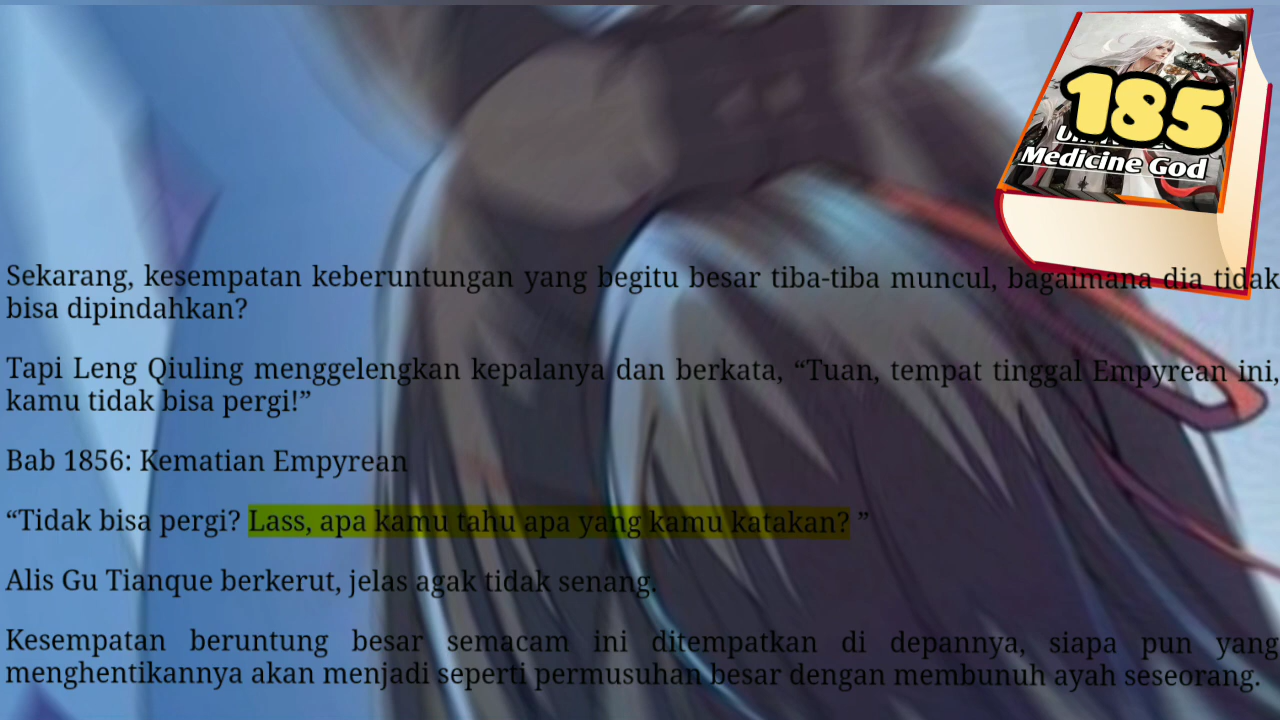 185
Medicine God
Sekarang, kesempatan keberuntungan yang begitu besar tiba-tiba muncul, bagaimana dia tidak
bisa dipindahkan?
Tapi Leng Qiuling menggelengkan kepalanya dan berkata, “Tuan, tempat tinggal Empyrean ini,
kamu tidak bisa pergi!”
Bab 1856: Kematian Empyrean
“Tidak bisa pergi? Lass, apa kamu tahu apa yang kamu katakan? ”
Alis Gu Tianque berkerut, jelas agak tidak senang.
Kesempatan beruntung besar semacam ini ditempatkan di depannya, siapa pun yang
menghentikannya akan menjadi seperti permusuhan besar dengan membunuh ayah seseorang.